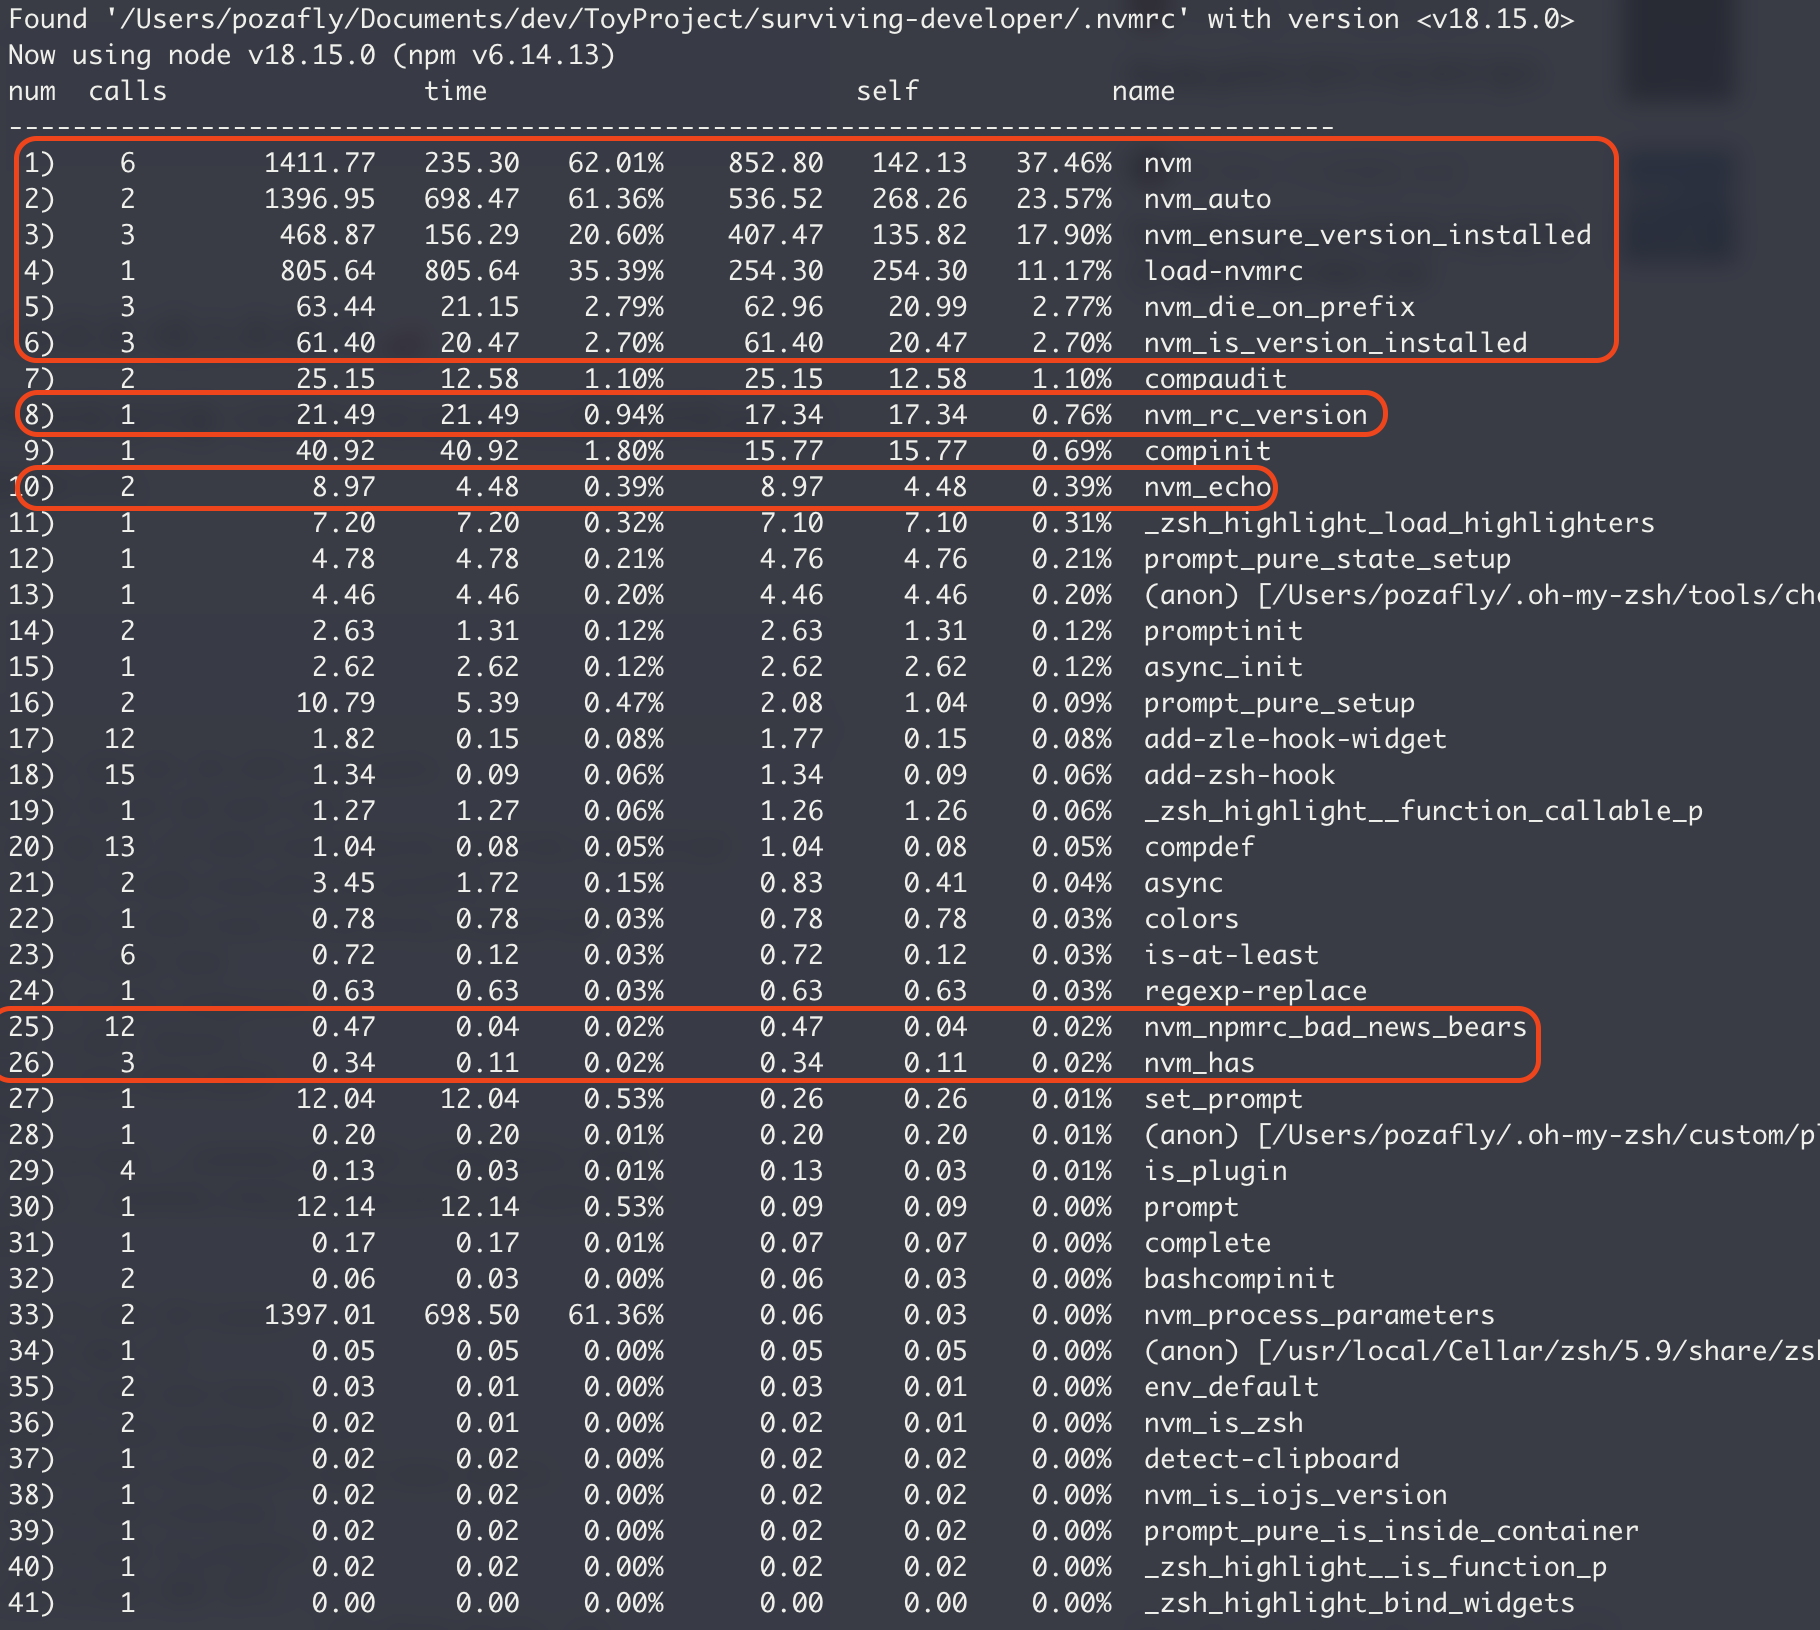 Found '/Users/pozafly/Documents/dev/ToyProject/surviving-developer/.nvmrc' with version <v18.15.0>
Now using node v18.15.0 (npm v6.14.13)
num  calls                time                       self            name
-----------------------------------------------------------------------------------
 1)    6        1411.77   235.30   62.01%    852.80   142.13   37.46%  nvm
 2)    2        1396.95   698.47   61.36%    536.52   268.26   23.57%  nvm_auto
 3)    3         468.87   156.29   20.60%    407.47   135.82   17.90%  nvm_ensure_version_installed
 4)    1         805.64   805.64   35.39%    254.30   254.30   11.17%  load-nvmrc
 5)    3          63.44    21.15    2.79%     62.96    20.99    2.77%  nvm_die_on_prefix
 6)    3          61.40    20.47    2.70%     61.40    20.47    2.70%  nvm_is_version_installed
 7)    2          25.15    12.58    1.10%     25.15    12.58    1.10%  compaudit
 8)    1          21.49    21.49    0.94%     17.34    17.34    0.76%  nvm_rc_version
 9)    1          40.92    40.92    1.80%     15.77    15.77    0.69%  compinit
10)    2           8.97     4.48    0.39%      8.97     4.48    0.39%  nvm_echo
11)    1           7.20     7.20    0.32%      7.10     7.10    0.31%  _zsh_highlight_load_highlighters
12)    1           4.78     4.78    0.21%      4.76     4.76    0.21%  prompt_pure_state_setup
13)    1           4.46     4.46    0.20%      4.46     4.46    0.20%  (anon) [/Users/pozafly/.oh-my-zsh/tools/che
14)    2           2.63     1.31    0.12%      2.63     1.31    0.12%  promptinit
15)    1           2.62     2.62    0.12%      2.62     2.62    0.12%  async_init
16)    2          10.79     5.39    0.47%      2.08     1.04    0.09%  prompt_pure_setup
17)   12           1.82     0.15    0.08%      1.77     0.15    0.08%  add-zle-hook-widget
18)   15           1.34     0.09    0.06%      1.34     0.09    0.06%  add-zsh-hook
19)    1           1.27     1.27    0.06%      1.26     1.26    0.06%  _zsh_highlight__function_callable_p
20)   13           1.04     0.08    0.05%      1.04     0.08    0.05%  compdef
21)    2           3.45     1.72    0.15%      0.83     0.41    0.04%  async
22)    1           0.78     0.78    0.03%      0.78     0.78    0.03%  colors
23)    6           0.72     0.12    0.03%      0.72     0.12    0.03%  is-at-least
24)    1           0.63     0.63    0.03%      0.63     0.63    0.03%  regexp-replace
25)   12           0.47     0.04    0.02%      0.47     0.04    0.02%  nvm_npmrc_bad_news_bears
26)    3           0.34     0.11    0.02%      0.34     0.11    0.02%  nvm_has
27)    1          12.04    12.04    0.53%      0.26     0.26    0.01%  set_prompt
28)    1           0.20     0.20    0.01%      0.20     0.20    0.01%  (anon) [/Users/pozafly/.oh-my-zsh/custom/pl
29)    4           0.13     0.03    0.01%      0.13     0.03    0.01%  is_plugin
30)    1          12.14    12.14    0.53%      0.09     0.09    0.00%  prompt
31)    1           0.17     0.17    0.01%      0.07     0.07    0.00%  complete
32)    2           0.06     0.03    0.00%      0.06     0.03    0.00%  bashcompinit
33)    2        1397.01   698.50   61.36%      0.06     0.03    0.00%  nvm_process_parameters
34)    1           0.05     0.05    0.00%      0.05     0.05    0.00%  (anon) [/usr/local/Cellar/zsh/5.9/share/zsh
35)    2           0.03     0.01    0.00%      0.03     0.01    0.00%  env_default
36)    2           0.02     0.01    0.00%      0.02     0.01    0.00%  nvm_is_zsh
37)    1           0.02     0.02    0.00%      0.02     0.02    0.00%  detect-clipboard
38)    1           0.02     0.02    0.00%      0.02     0.02    0.00%  nvm_is_iojs_version
39)    1           0.02     0.02    0.00%      0.02     0.02    0.00%  prompt_pure_is_inside_container
40)    1           0.02     0.02    0.00%      0.02     0.02    0.00%  _zsh_highlight__is_function_p
41)    1           0.00     0.00    0.00%      0.00     0.00    0.00%  _zsh_highlight_bind_widgets